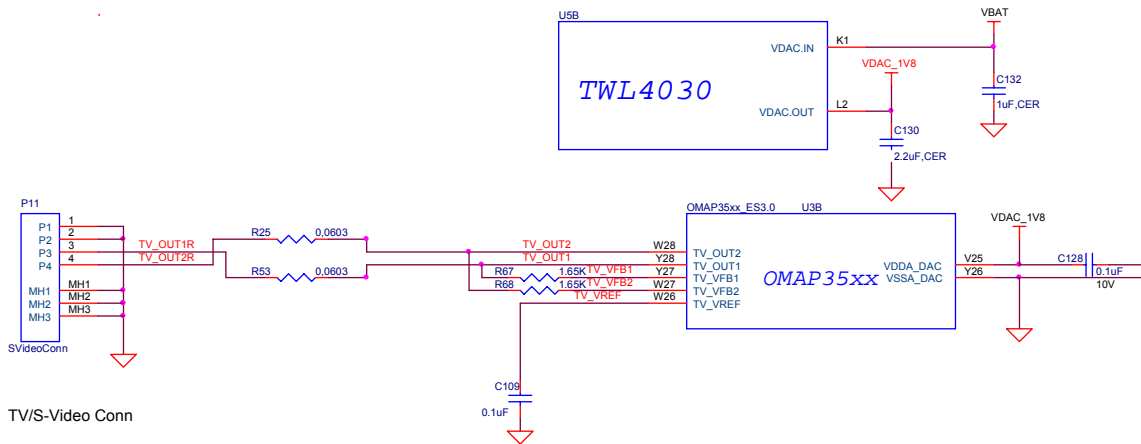 U5B
VBAT
K1
VDAC.IN
VDAC_1V8
C132
1uF,CER
TWL4030
L2
VDAC.OUT
C130
2.2uF,CER
P11
OMAP35xx_ES3.0 U3B
VDAC_1V8
P1 1
P2 2
P3 3 TV_OUT1R
P4 4 TV_OUT2R
R25 0,0603
R53 0,0603
TV_OUT2 W28 TV_OUT2
TV_OUT1 Y28 TV_OUT1
R67 1.65K TV_VFB1 Y27 TV_VFB1
R68 1.65K TV_VFB2 W27 TV_VFB2
TV_VREF W26 TV_VREF
OMAP35xx
VDDA_DAC V25
VSSA_DAC Y26
C128
0.1uF
10V
MH1 MH1
MH2 MH2
MH3 MH3
SVideoConn
C109
0.1uF
TV/S-Video Conn